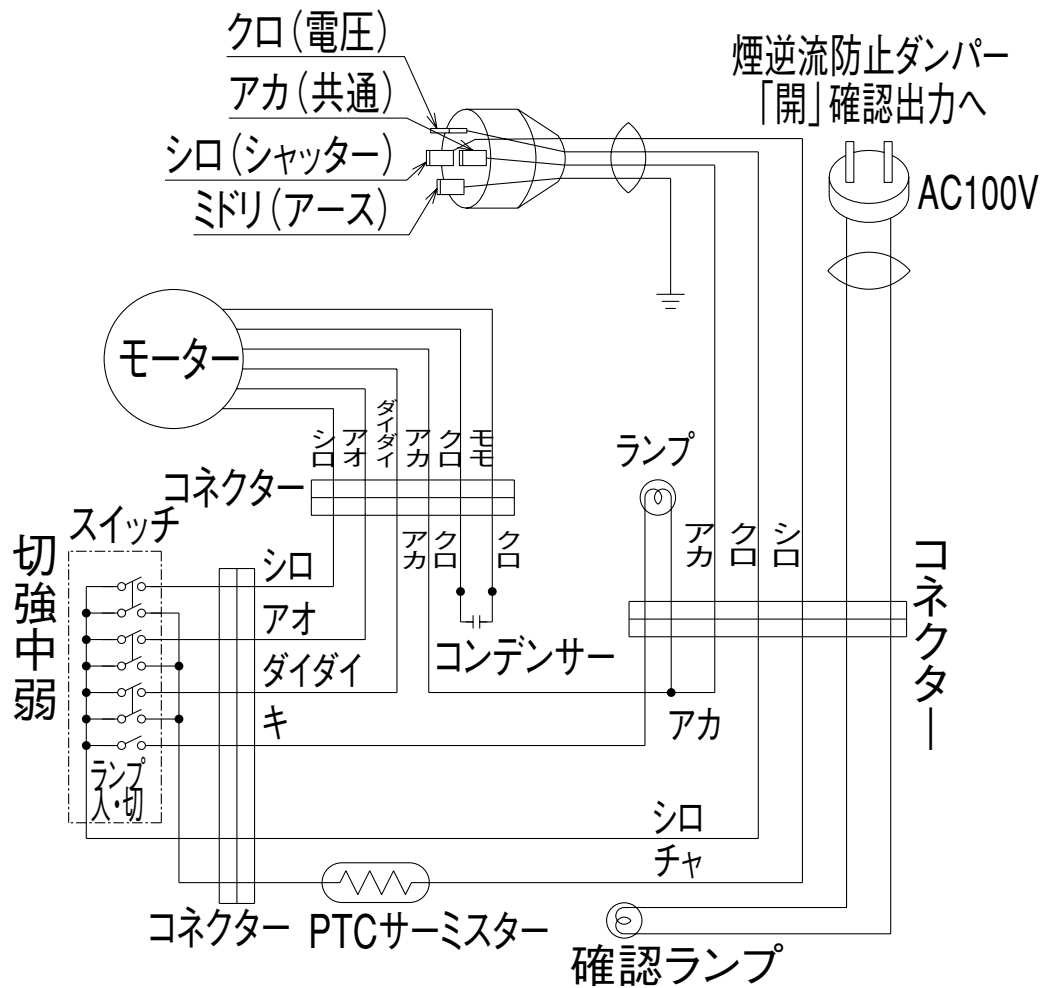 クロ(電圧)
アカ(共通)
シロ(シャッター)
ミドリ(アース)
煙逆流防止ダンパー
「開」確認出力へ
AC100V
モーター
シロ
アオ
ダイダイ
アカ
クロ
モモ
コネクター
アカ
クロ
クロ
コンデンサー
ランプ
アカ
クロ
シロ
コネクター
スイッチ
切強中弱
ランプ
入・切
シロ
アオ
ダイダイ
キ
アカ
シロ
チャ
コネクター
PTCサーミスター
確認ランプ